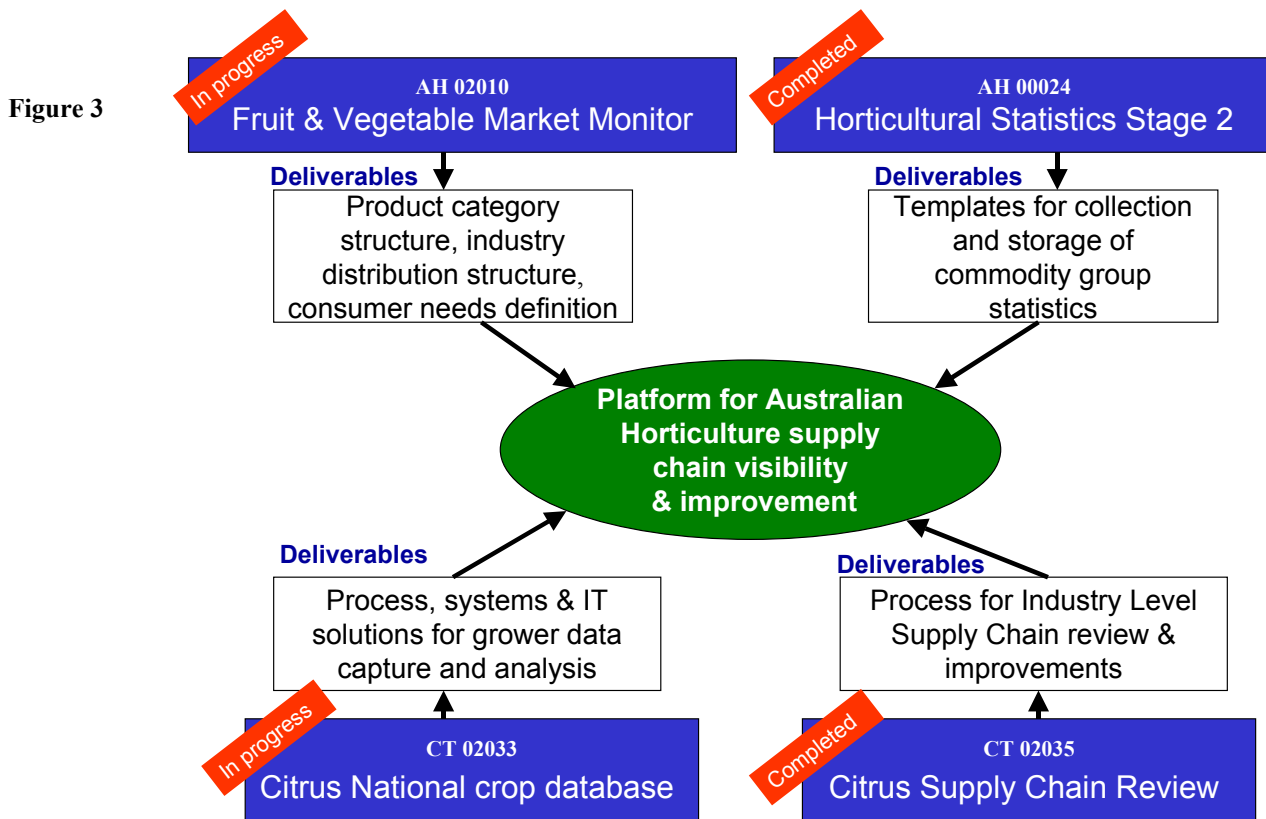 Figure 3
In progress
AH 02010
Fruit & Vegetable Market Monitor
Deliverables
Product category
structure, industry
distribution structure,
consumer needs definition
Completed
AH 00024
Horticultural Statistics Stage 2
Deliverables
Templates for collection
and storage of
commodity group
statistics
Platform for Australian
Horticulture supply
chain visibility
& improvement
Deliverables
Process, systems & IT
solutions for grower data
capture and analysis
In progress
CT 02033
Citrus National crop database
Deliverables
Process for Industry Level
Supply Chain review &
improvements
Completed
CT 02035
Citrus Supply Chain Review